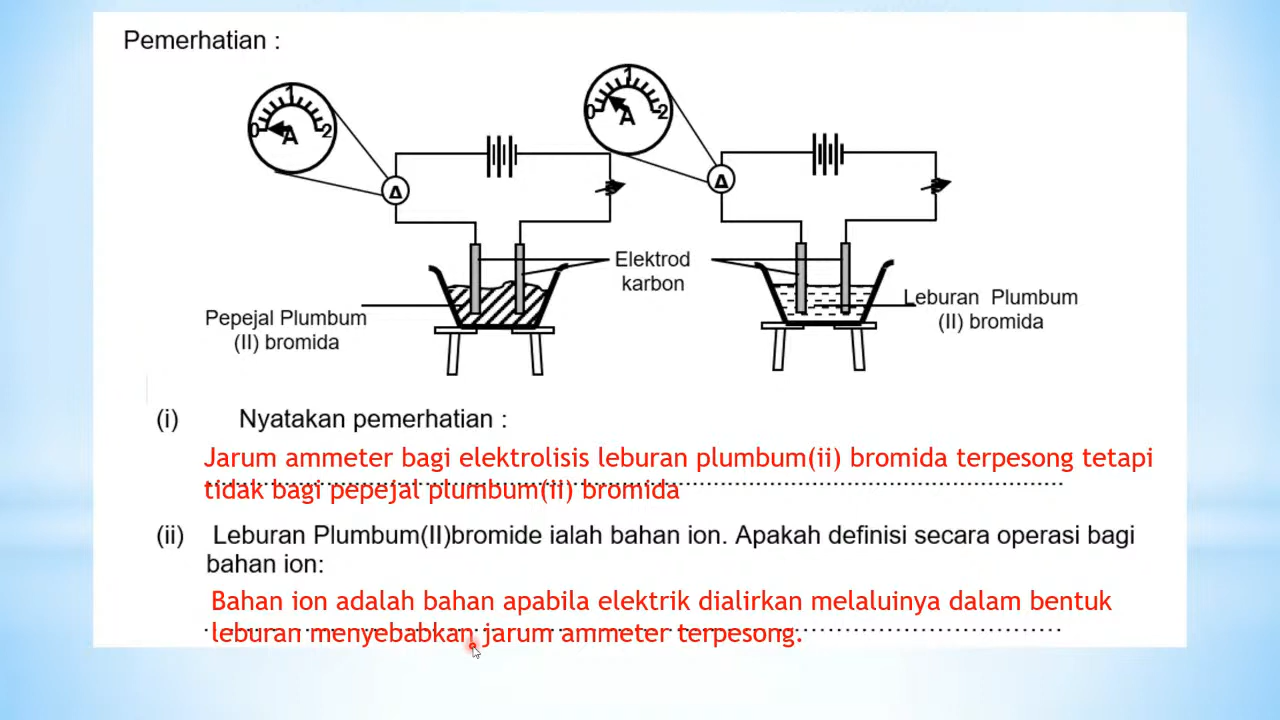 Pemerhatian :
0 1 2
A
0 1 2
A
Δ
Δ
Elektrod
karbon
Pepejal Plumbum
(II) bromida
Leburan Plumbum
(II) bromida
(i) Nyatakan pemerhatian :
Jarum ammeter bagi elektrolisis leburan plumbum(ii) bromida terpesong tetapi
tidak bagi pepejal plumbum(ii) bromida
(ii) Leburan Plumbum(II)bromide ialah bahan ion. Apakah definisi secara operasi bagi
bahan ion:
Bahan ion adalah bahan apabila elektrik dialirkan melaluinya dalam bentuk
leburan menyebabkan jarum ammeter terpesong.